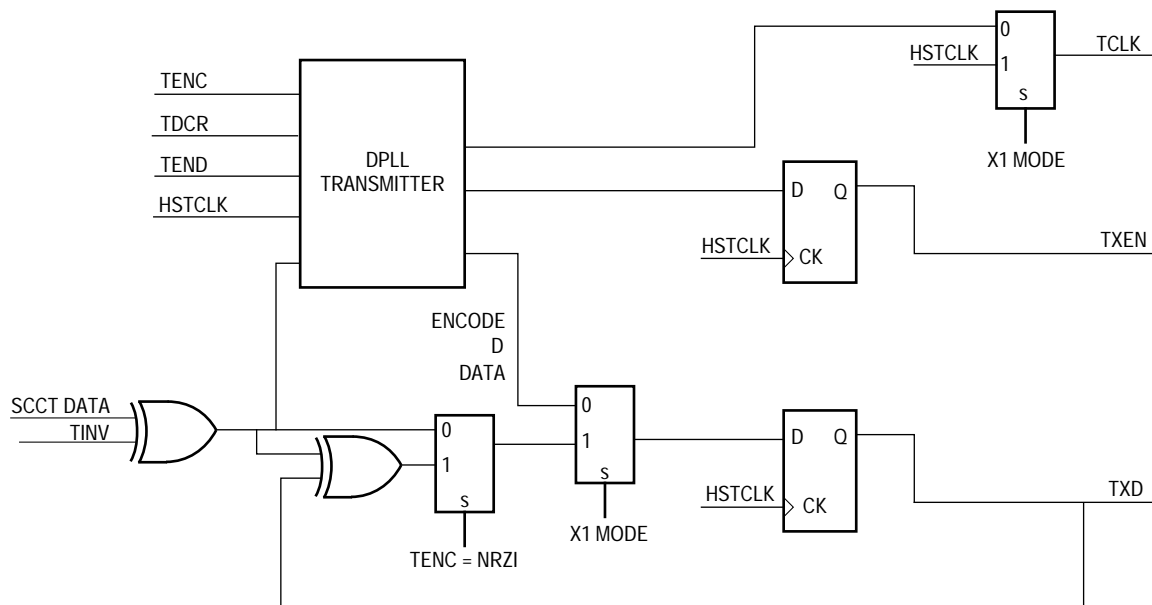 0
HSTCLK
TCLK
1
S
X1 MODE
TENC
TDCR
TEND
HSTCLK
DPLL
TRANSMITTER
D Q
HSTCLK
CK
TXEN
ENCODE
D
DATA
SCCT DATA
TINV
0
1
S
TENC = NRZI
0
1
S
X1 MODE
D Q
HSTCLK
CK
TXD